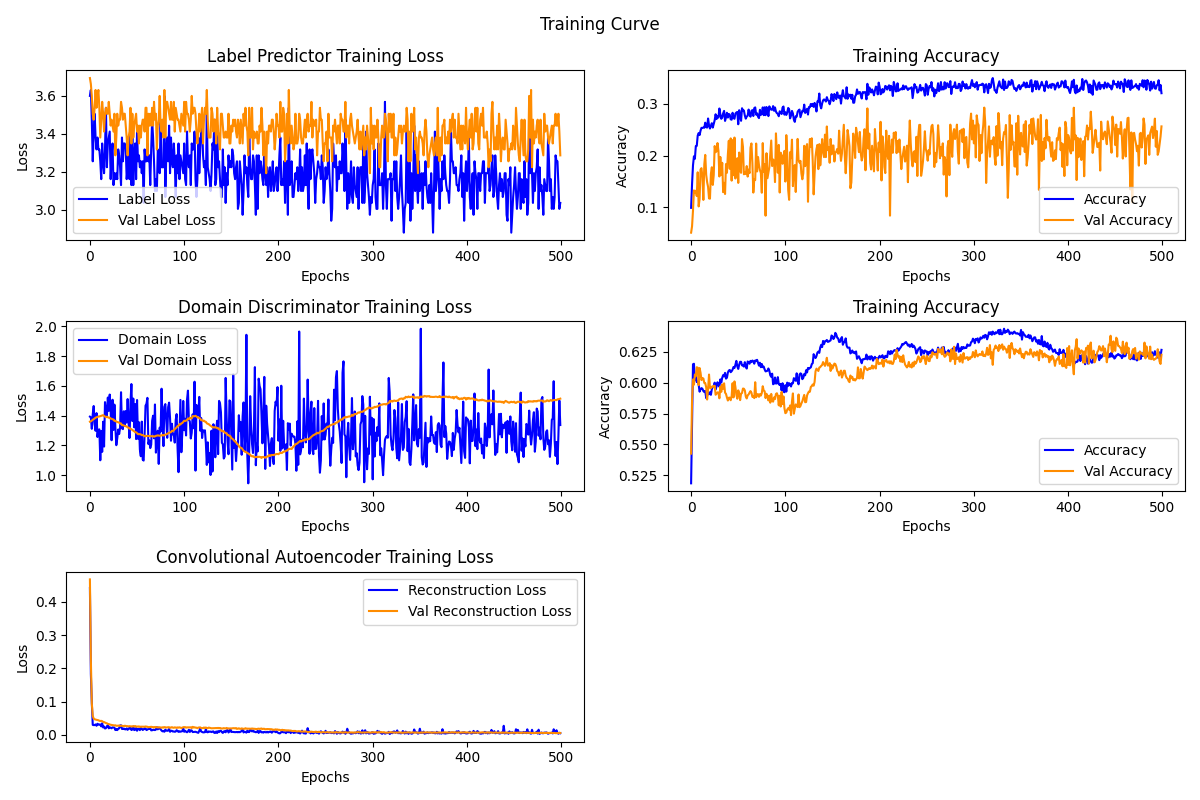 Training Curve
Label Predictor Training Loss
3.6
3.4
3.2
3.0
Loss
Label Loss
Val Label Loss
0 100 200 300 400 500
Epochs
Training Accuracy
0.3
0.2
0.1
Accuracy
Accuracy
Val Accuracy
0 100 200 300 400 500
Epochs
Domain Discriminator Training Loss
2.0
1.8
1.6
1.4
1.2
1.0
Loss
Domain Loss
Val Domain Loss
0 100 200 300 400 500
Epochs
Training Accuracy
0.625
0.600
0.575
0.550
0.525
Accuracy
Accuracy
Val Accuracy
0 100 200 300 400 500
Epochs
Convolutional Autoencoder Training Loss
0.4
0.3
0.2
0.1
0.0
Loss
Reconstruction Loss
Val Reconstruction Loss
0 100 200 300 400 500
Epochs